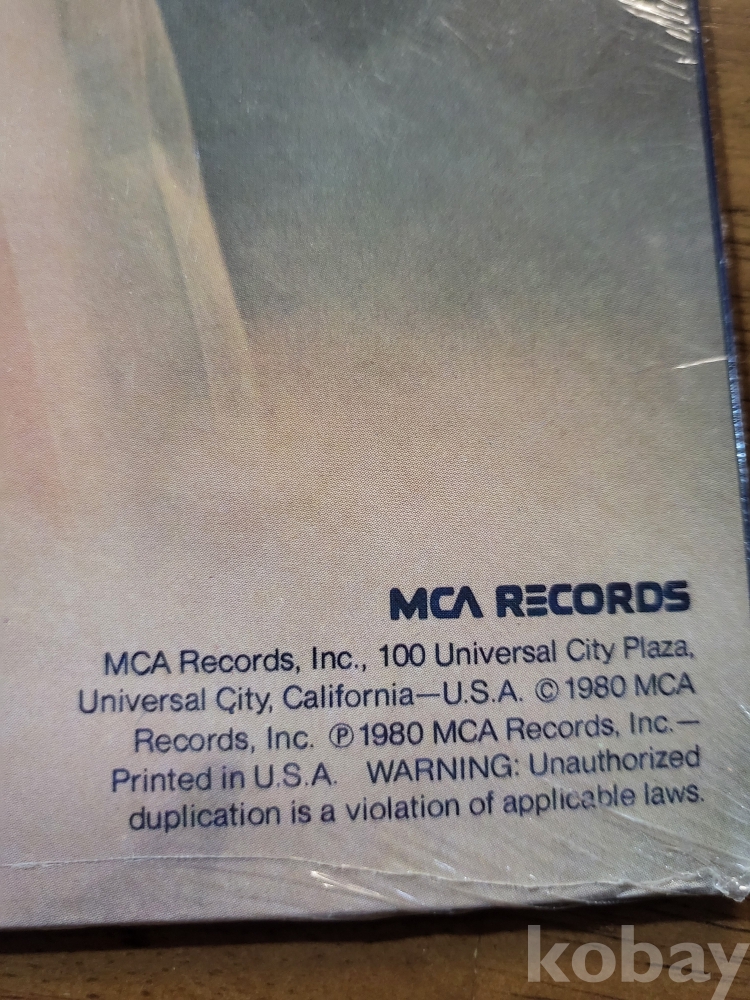 MCA RECORDS
MCA Records, Inc., 100 Universal City Plaza,
Universal City, California—U.S.A. © 1980 MCA
Records, Inc. ℗ 1980 MCA Records, Inc.—
Printed in U.S.A. WARNING: Unauthorized
duplication is a violation of applicable laws.
kobay